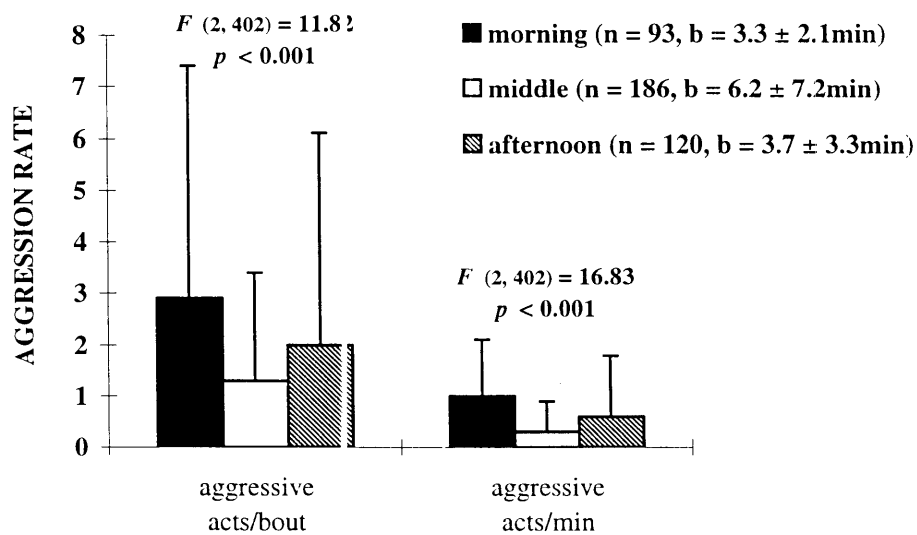 F (2, 402) = 11.82
p < 0.001
morning (n = 93, b = 3.3 ± 2.1min)
middle (n = 186, b = 6.2 ± 7.2min)
afternoon (n = 120, b = 3.7 ± 3.3min)
AGGRESSION RATE
8
7
6
5
4
3
2
1
0
F (2, 402) = 16.83
p < 0.001
aggressive
acts/bout
aggressive
acts/min